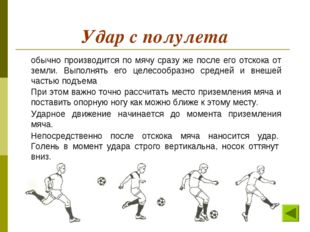 Удар с полулета
обычно производится по мячу сразу же после его отскока от
земли. Выполнять его целесообразно средней и внешей
частью подъема
При этом важно точно рассчитать место приземления мяча и
поставить опорную ногу как можно ближе к этому месту.
Ударное движение начинается до момента приземления
мяча.
Непосредственно после отскока мяча наносится удар.
Голень в момент удара строго вертикальна, носок оттянут
вниз.